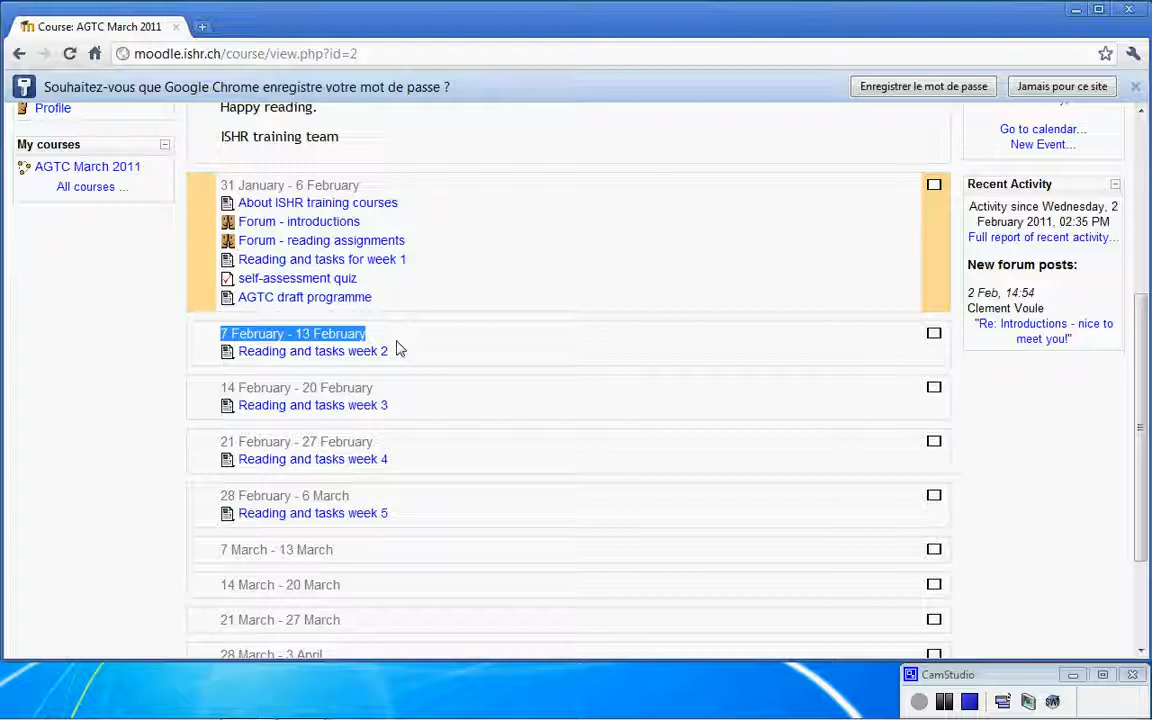 Course: AGTC March 2011
moodle.ishr.ch/course/view.php?id=2
Souhaitez-vous que Google Chrome enregistre votre mot de passe ?
Enregistrer le mot de passe
Jamais pour ce site
Profile
My courses
AGTC March 2011
All courses ...
Happy reading.
ISHR training team
31 January - 6 February
About ISHR training courses
Forum - introductions
Forum - reading assignments
Reading and tasks for week 1
self-assessment quiz
AGTC draft programme
7 February - 13 February
Reading and tasks week 2
14 February - 20 February
Reading and tasks week 3
21 February - 27 February
Reading and tasks week 4
28 February - 6 March
Reading and tasks week 5
7 March - 13 March
14 March - 20 March
21 March - 27 March
28 March - 3 April
Go to calendar...
New Event...
Recent Activity
Activity since Wednesday, 2
February 2011, 02:35 PM
Full report of recent activity...
New forum posts:
2 Feb, 14:54
Clement Voule
"Re: Introductions - nice to
meet you!"
CamStudio